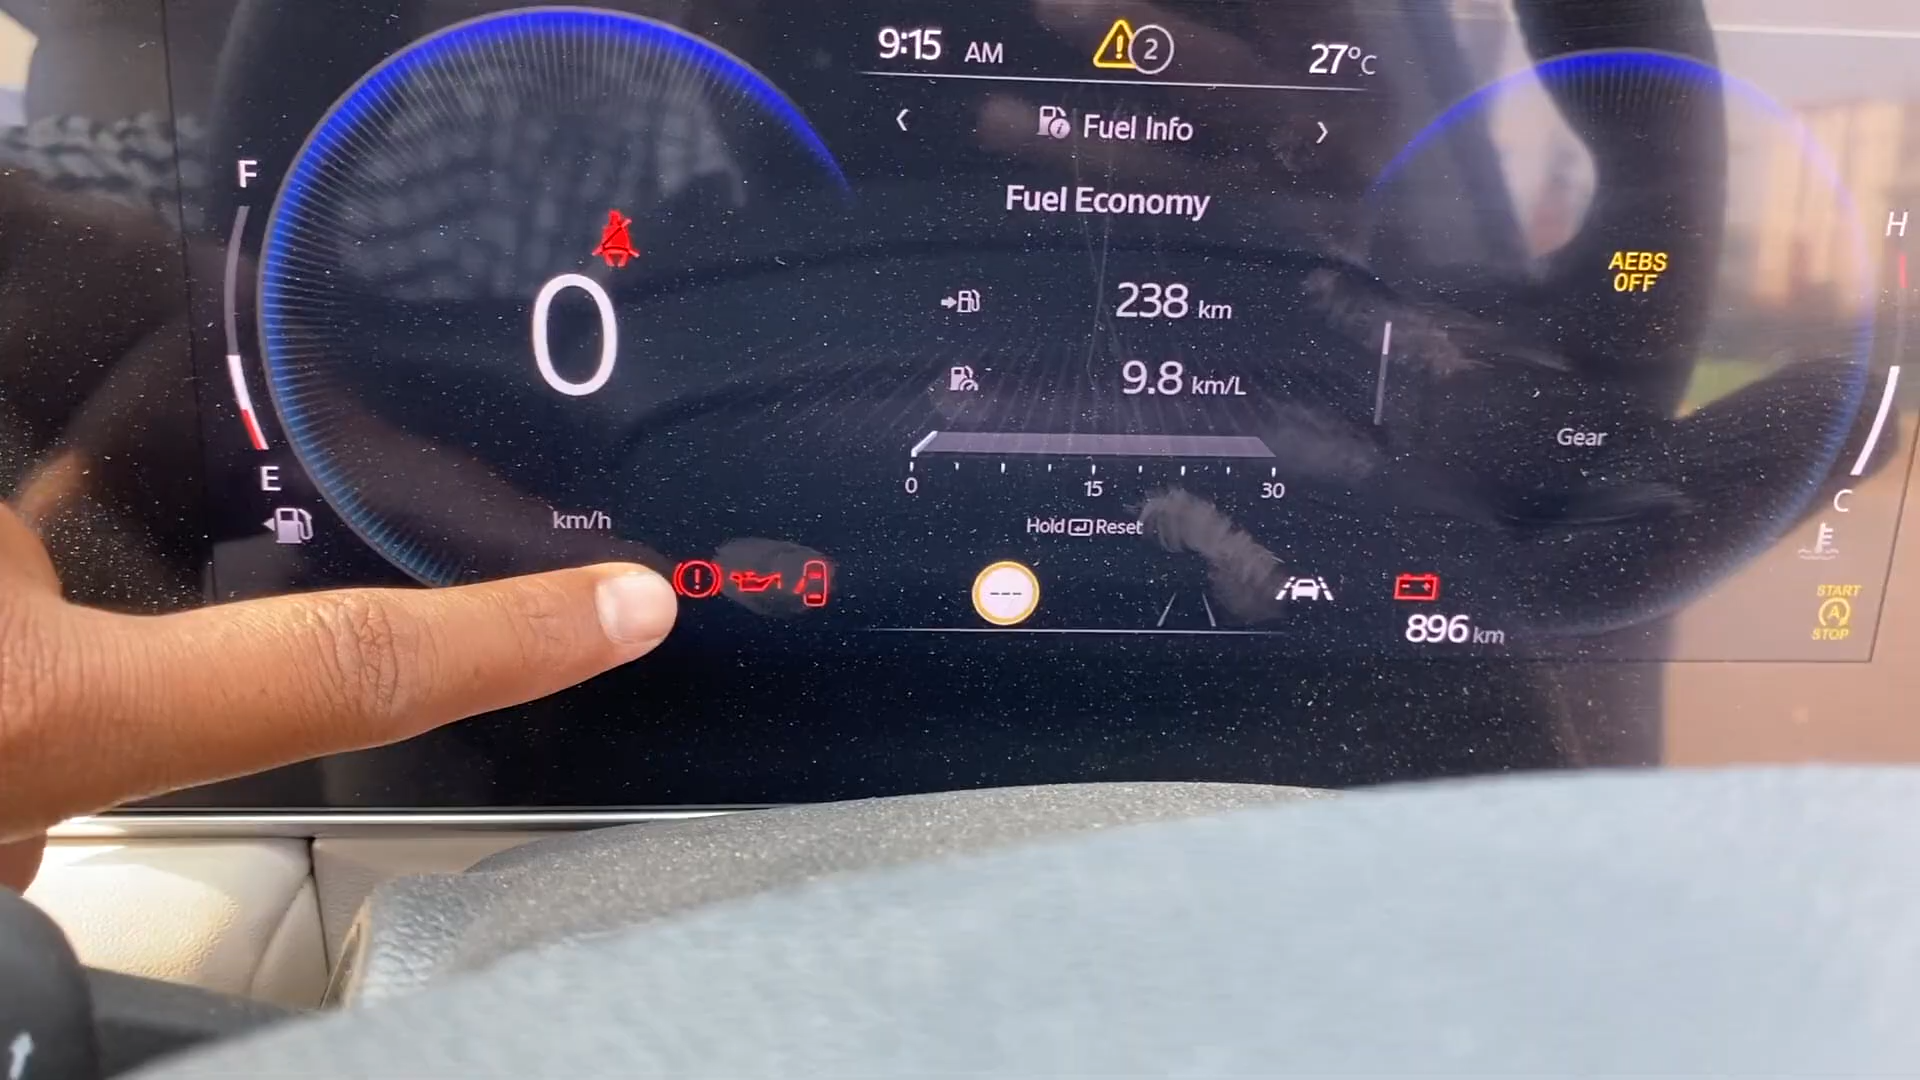 9:15 AM
2
27°C
Fuel Info
Fuel Economy
F
E
0
km/h
238 km
9.8 km/L
0 15 30
Hold Reset
---
AEBS
OFF
Gear
H
C
896 km
START
A
STOP